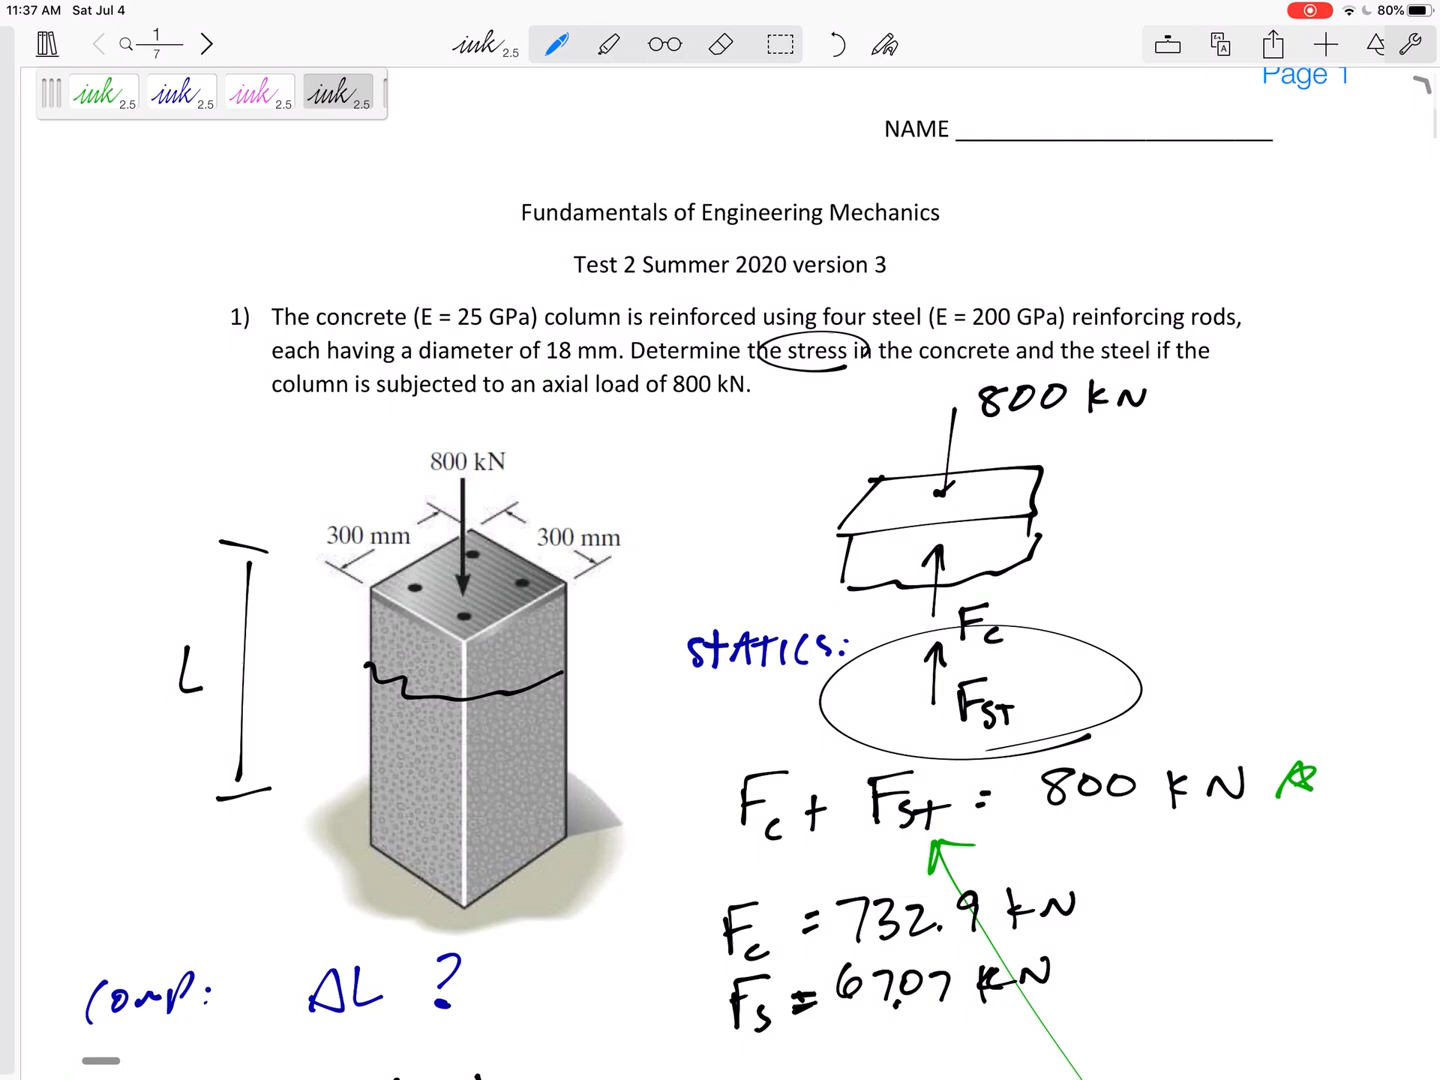 11:37 AM Sat Jul 4
80%
1
7
ink 2.5
ink 2.5
ink 2.5
ink 2.5
ink 2.5
Page 1
NAME ____________________
Fundamentals of Engineering Mechanics
Test 2 Summer 2020 version 3
1) The concrete (E = 25 GPa) column is reinforced using four steel (E = 200 GPa) reinforcing rods,
each having a diameter of 18 mm. Determine the stress in the concrete and the steel if the
column is subjected to an axial load of 800 kN.
800 kN
800 kN
300 mm
300 mm
L
Fc
STATICS:
FST
Fc + FST = 800 kN
Fc = 732.9 kN
Fs = 67.07 kN
Comp: ΔL ?